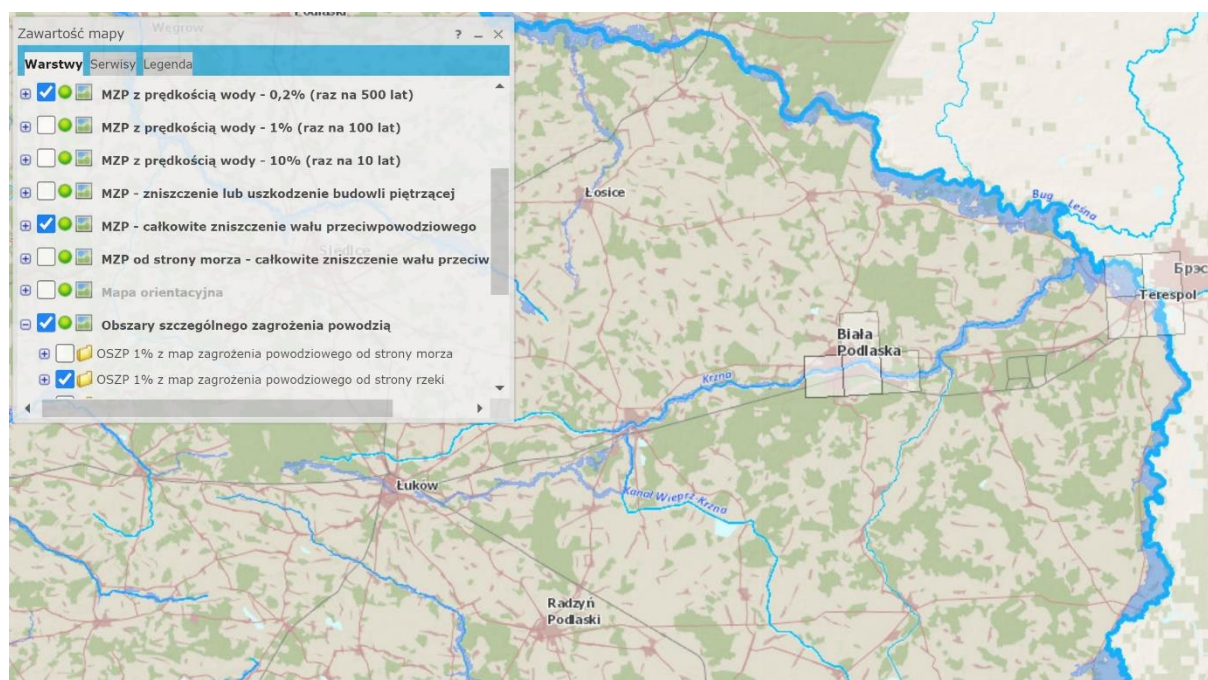 Podlaski
Zawartość mapy
Węgrow
? – ×
Warstwy Serwisy Legenda
MZP z prędkością wody - 0,2% (raz na 500 lat)
MZP z prędkością wody - 1% (raz na 100 lat)
MZP z prędkością wody - 10% (raz na 10 lat)
MZP - zniszczenie lub uszkodzenie budowli piętrzącej
MZP - całkowite zniszczenie wału przeciwpowodziowego
Siedlce
MZP od strony morza - całkowite zniszczenie wału przeciw
Mapa orientacyjna
Obszary szczególnego zagrożenia powodzią
OSZP 1% z map zagrożenia powodziowego od strony morza
OSZP 1% z map zagrożenia powodziowego od strony rzeki
Łosice
Bug
Leśna
Брэс
Terespol
Biała
Podlaska
Krzna
Łuków
Kanał Wieprz-Krzna
Radzyń
Podlaski